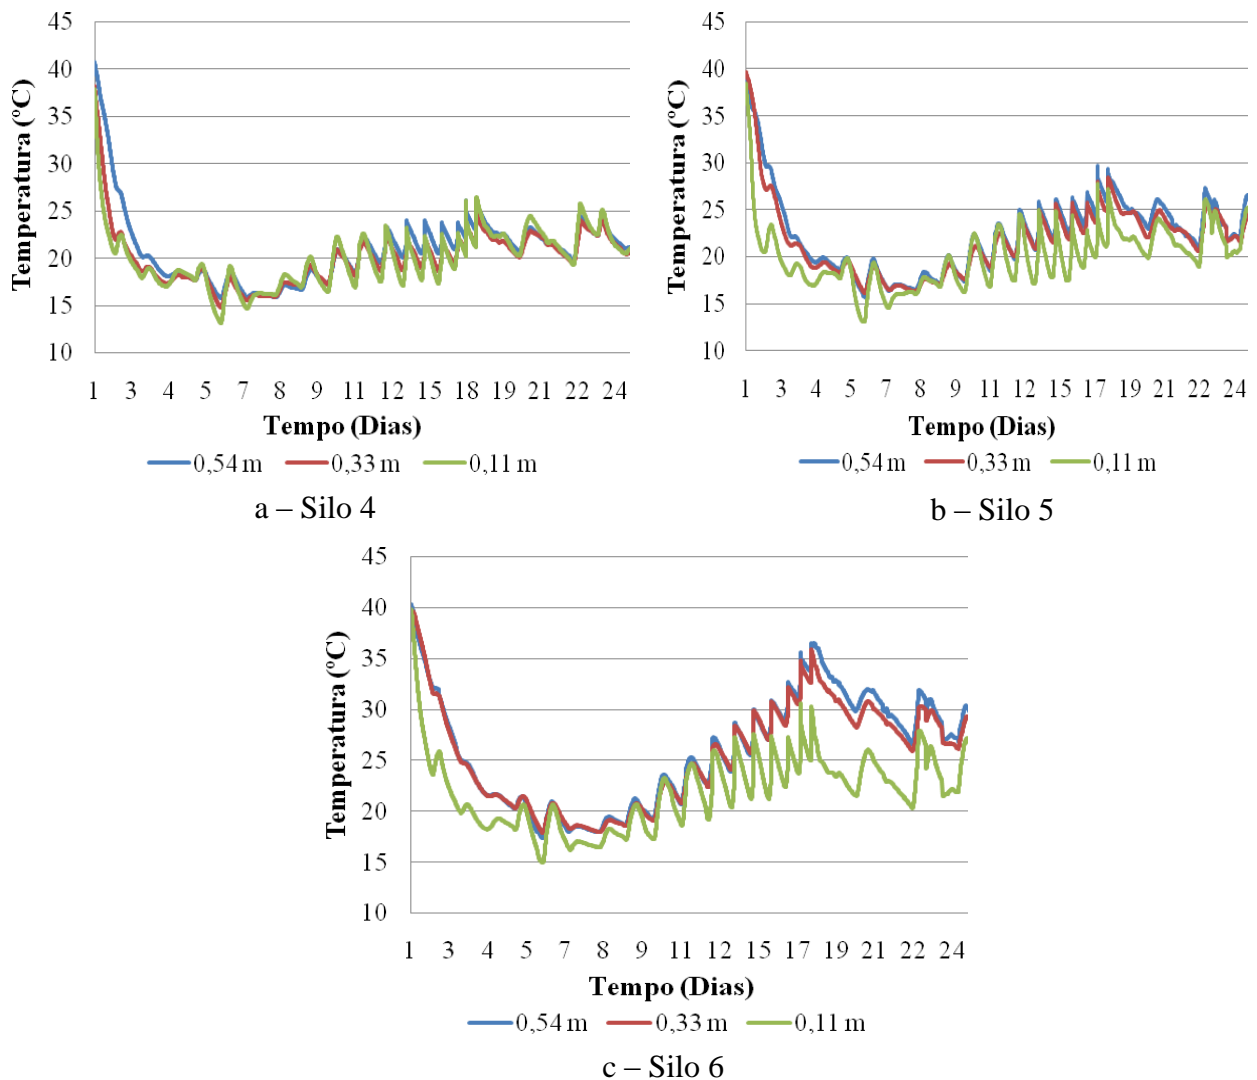 45
40
35
30
25
20
15
10
Temperatura (ºC)
1 3 4 5 7 8 9 11 12 15 18 19 21 22 24
Tempo (Dias)
0,54 m 0,33 m 0,11 m
a – Silo 4
45
40
35
30
25
20
15
10
Temperatura (ºC)
1 3 4 5 7 8 9 11 12 15 17 19 21 22 24
Tempo (Dias)
0,54 m 0,33 m 0,11 m
b – Silo 5
45
40
35
30
25
20
15
10
Temperatura (ºC)
1 3 4 5 7 8 9 11 12 15 17 19 21 22 24
Tempo (Dias)
0,54 m 0,33 m 0,11 m
c – Silo 6